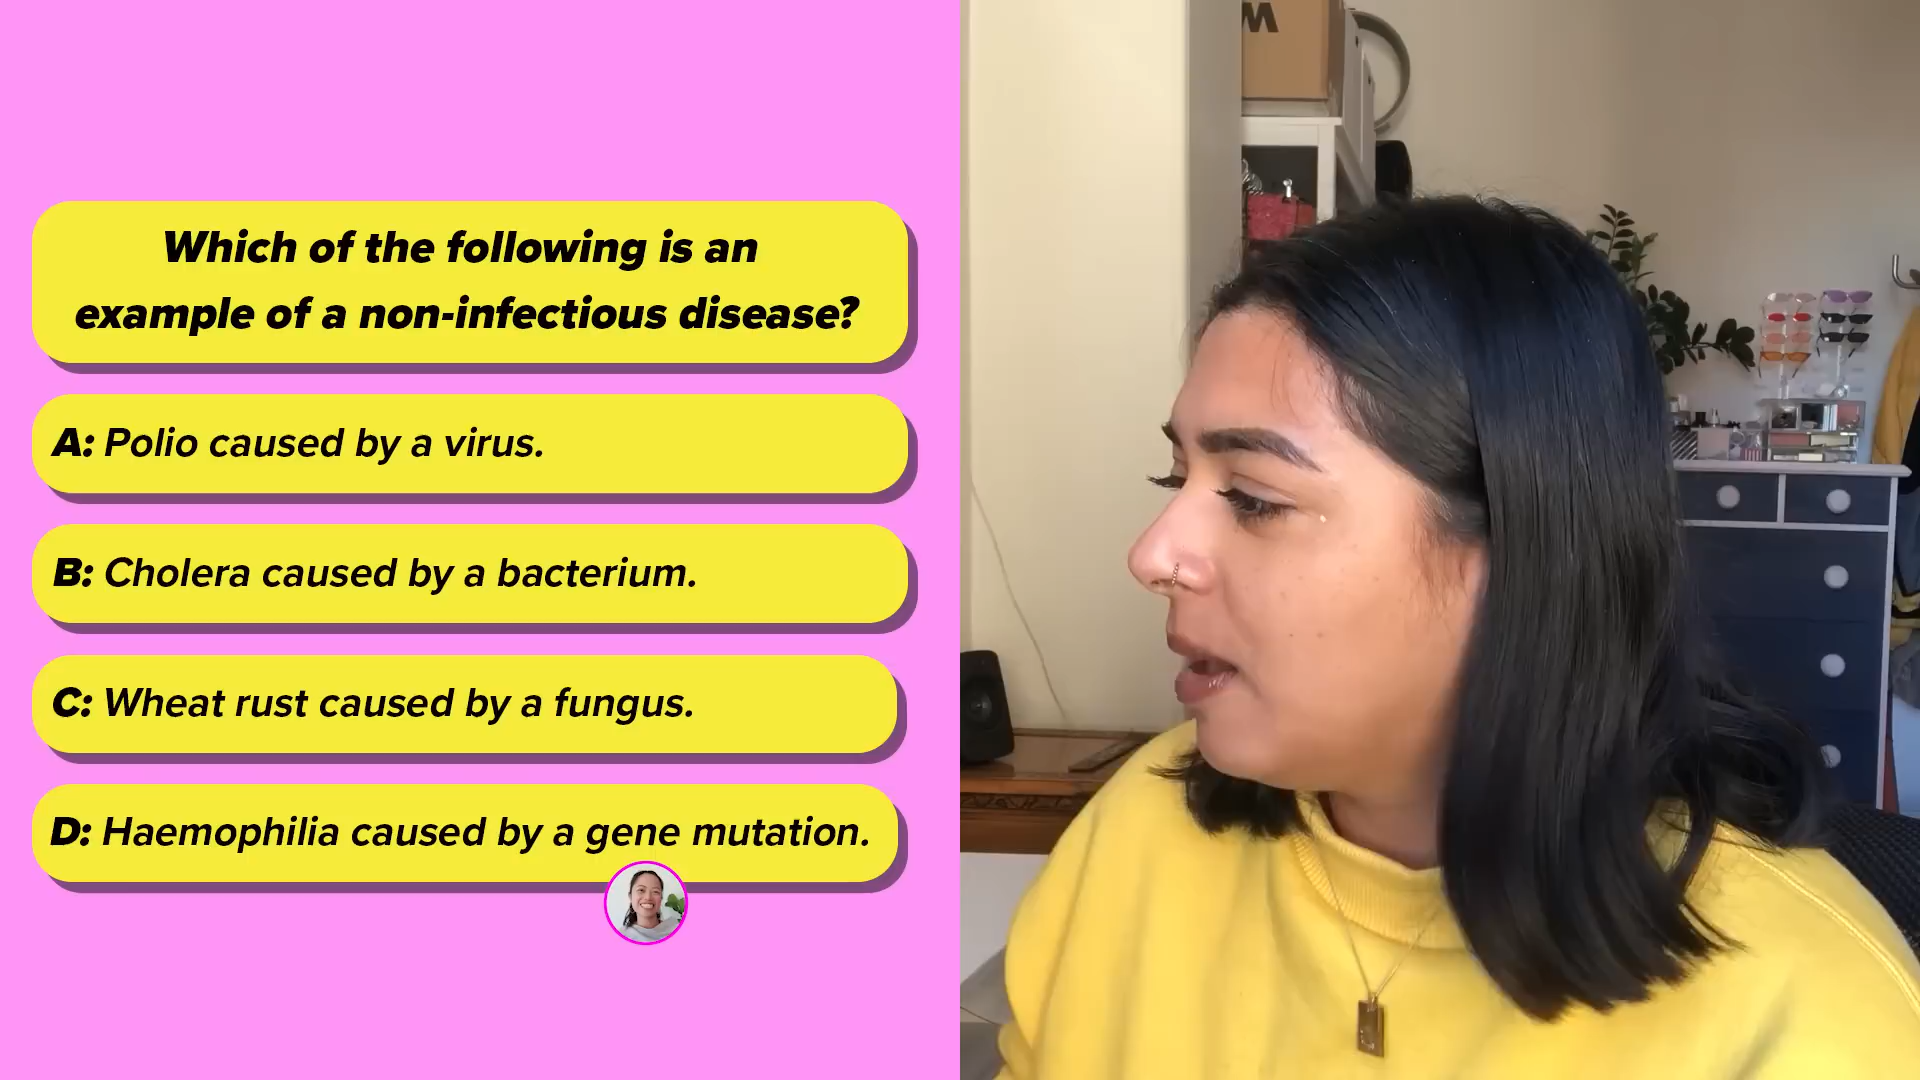 Which of the following is an
example of a non-infectious disease?
A: Polio caused by a virus.
B: Cholera caused by a bacterium.
C: Wheat rust caused by a fungus.
D: Haemophilia caused by a gene mutation.